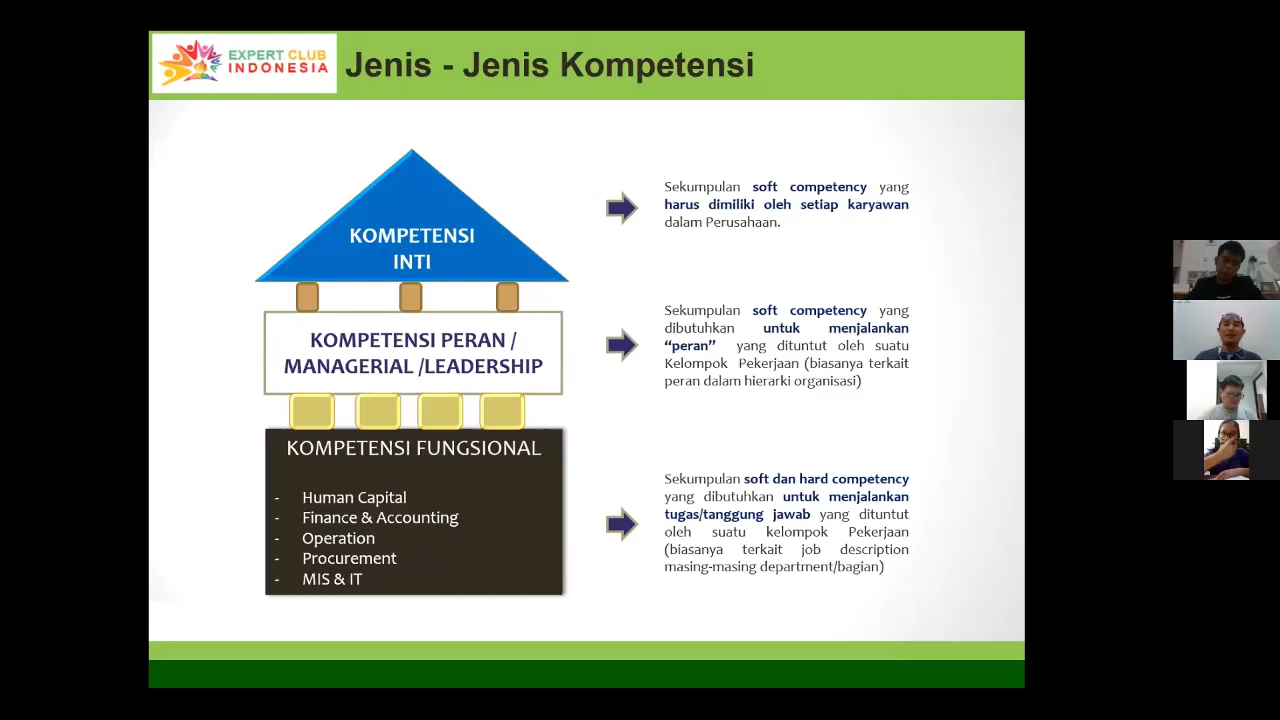 EXPERT CLUB
INDONESIA
Jenis - Jenis Kompetensi
KOMPETENSI
INTI
Sekumpulan soft competency yang
harus dimiliki oleh setiap karyawan
dalam Perusahaan.
KOMPETENSI PERAN /
MANAGERIAL /LEADERSHIP
Sekumpulan soft competency yang
dibutuhkan untuk menjalankan
“peran” yang dituntut oleh suatu
Kelompok Pekerjaan (biasanya terkait
peran dalam hierarki organisasi)
KOMPETENSI FUNGSIONAL
- Human Capital
- Finance & Accounting
- Operation
- Procurement
- MIS & IT
Sekumpulan soft dan hard competency
yang dibutuhkan untuk menjalankan
tugas/tanggung jawab yang dituntut
oleh suatu kelompok Pekerjaan
(biasanya terkait job description
masing-masing department/bagian)